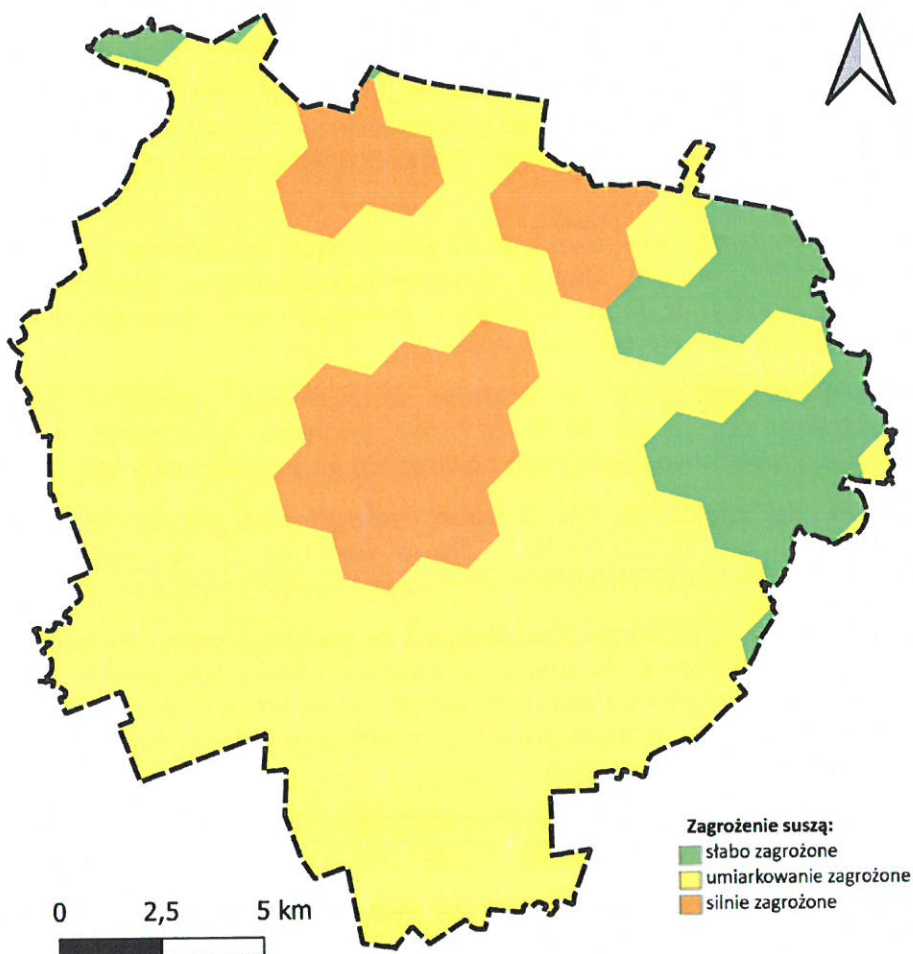 Zagrożenie suszą:
słabo zagrożone
umiarkowanie zagrożone
silnie zagrożone
0 2,5 5 km